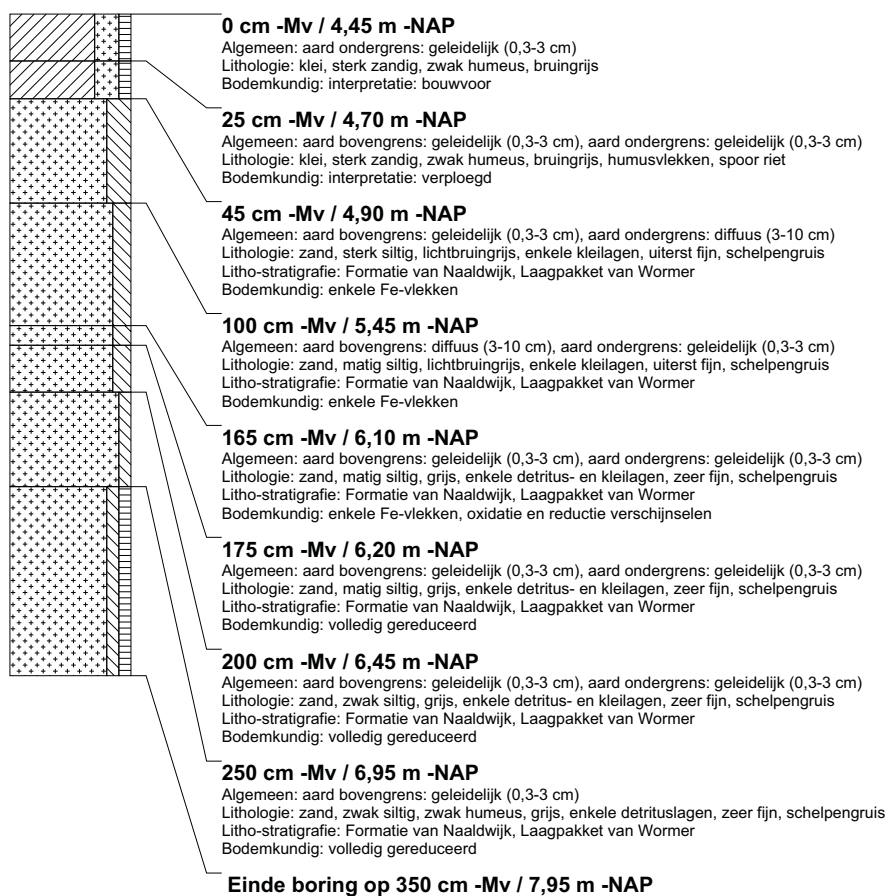 0 cm -Mv / 4,45 m -NAP
Algemeen: aard ondergrens: geleidelijk (0,3-3 cm)
Lithologie: klei, sterk zandig, zwak humeus, bruingrijs
Bodemkundig: interpretatie: bouwvoor
25 cm -Mv / 4,70 m -NAP
Algemeen: aard bovengrens: geleidelijk (0,3-3 cm), aard ondergrens: geleidelijk (0,3-3 cm)
Lithologie: klei, sterk zandig, zwak humeus, bruingrijs, humusvlekken, spoor riet
Bodemkundig: interpretatie: verploegd
45 cm -Mv / 4,90 m -NAP
Algemeen: aard bovengrens: geleidelijk (0,3-3 cm), aard ondergrens: diffuus (3-10 cm)
Lithologie: zand, sterk siltig, lichtbruingrijs, enkele kleilagen, uiterst fijn, schelpengruis
Litho-stratigrafie: Formatie van Naaldwijk, Laagpakket van Wormer
Bodemkundig: enkele Fe-vlekken
100 cm -Mv / 5,45 m -NAP
Algemeen: aard bovengrens: diffuus (3-10 cm), aard ondergrens: geleidelijk (0,3-3 cm)
Lithologie: zand, matig siltig, lichtbruingrijs, enkele kleilagen, uiterst fijn, schelpengruis
Litho-stratigrafie: Formatie van Naaldwijk, Laagpakket van Wormer
Bodemkundig: enkele Fe-vlekken
165 cm -Mv / 6,10 m -NAP
Algemeen: aard bovengrens: geleidelijk (0,3-3 cm), aard ondergrens: geleidelijk (0,3-3 cm)
Lithologie: zand, matig siltig, grijs, enkele detritus- en kleilagen, zeer fijn, schelpengruis
Litho-stratigrafie: Formatie van Naaldwijk, Laagpakket van Wormer
Bodemkundig: enkele Fe-vlekken, oxidatie en reductie verschijnselen
175 cm -Mv / 6,20 m -NAP
Algemeen: aard bovengrens: geleidelijk (0,3-3 cm), aard ondergrens: geleidelijk (0,3-3 cm)
Lithologie: zand, matig siltig, grijs, enkele detritus- en kleilagen, zeer fijn, schelpengruis
Litho-stratigrafie: Formatie van Naaldwijk, Laagpakket van Wormer
Bodemkundig: volledig gereduceerd
200 cm -Mv / 6,45 m -NAP
Algemeen: aard bovengrens: geleidelijk (0,3-3 cm), aard ondergrens: geleidelijk (0,3-3 cm)
Lithologie: zand, zwak siltig, grijs, enkele detritus- en kleilagen, zeer fijn, schelpengruis
Litho-stratigrafie: Formatie van Naaldwijk, Laagpakket van Wormer
Bodemkundig: volledig gereduceerd
250 cm -Mv / 6,95 m -NAP
Algemeen: aard bovengrens: geleidelijk (0,3-3 cm)
Lithologie: zand, zwak siltig, zwak humeus, grijs, enkele detrituslagen, zeer fijn, schelpengruis
Litho-stratigrafie: Formatie van Naaldwijk, Laagpakket van Wormer
Bodemkundig: volledig gereduceerd
Einde boring op 350 cm -Mv / 7,95 m -NAP